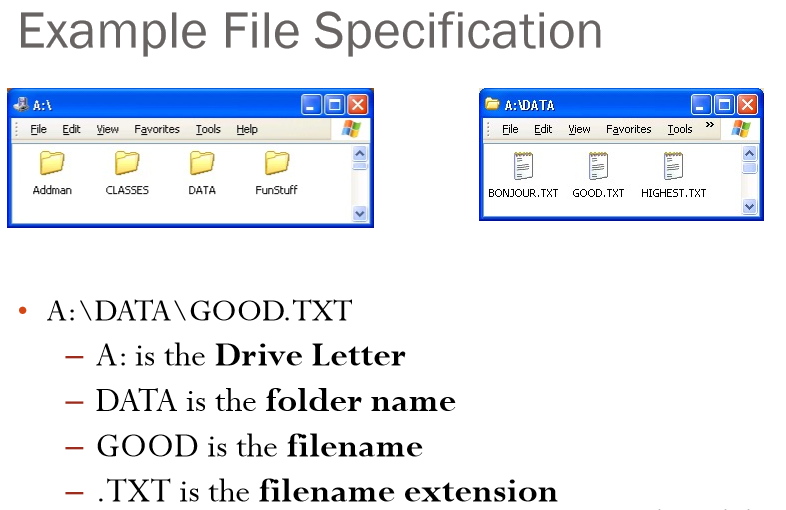 Example File Specification
A:\
File Edit View Favorites Tools Help
Addman CLASSES DATA FunStuff
A:\DATA
File Edit View Favorites Tools »
BONJOUR.TXT GOOD.TXT HIGHEST.TXT
• A:\DATA\GOOD.TXT
– A: is the Drive Letter
– DATA is the folder name
– GOOD is the filename
– .TXT is the filename extension